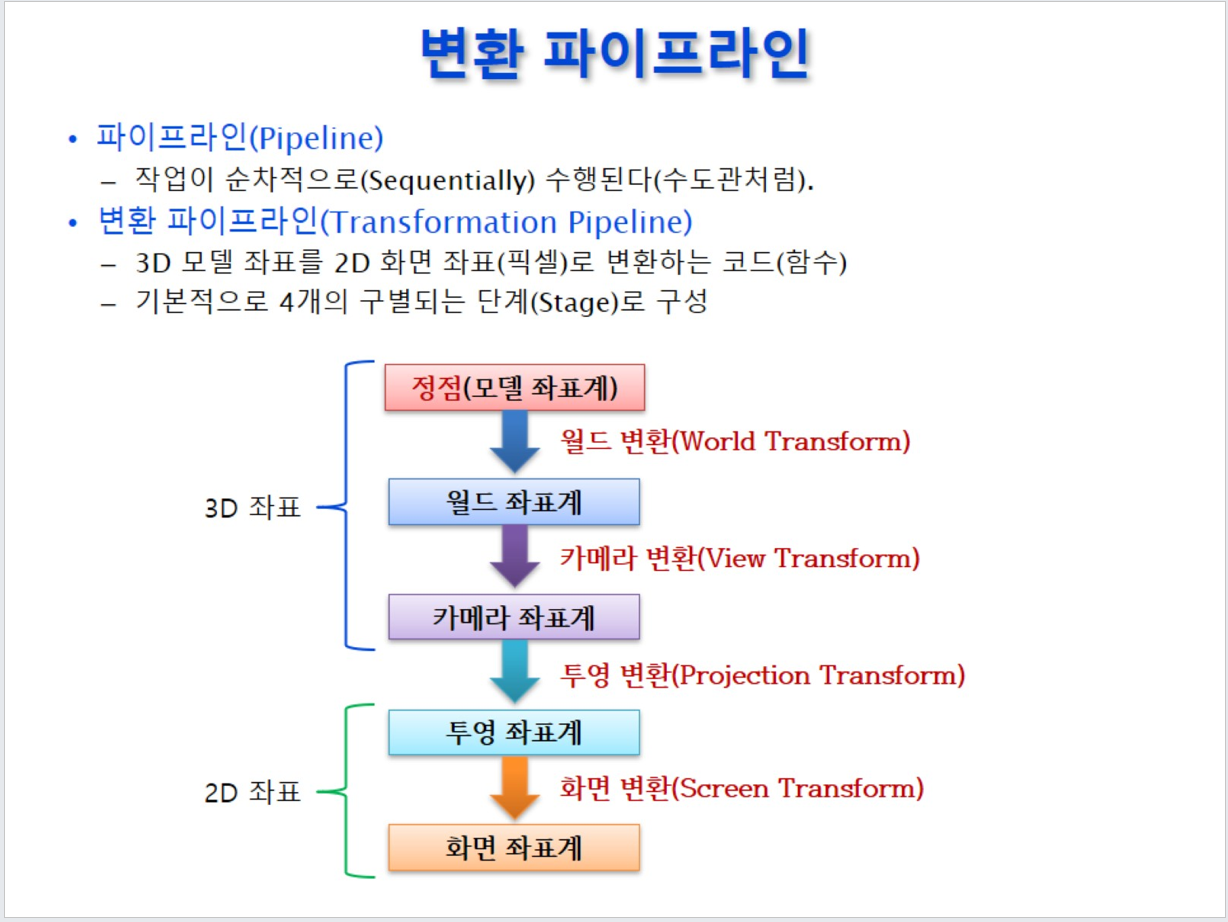 변환 파이프라인
• 파이프라인(Pipeline)
– 작업이 순차적으로(Sequentially) 수행된다(수도관처럼).
• 변환 파이프라인(Transformation Pipeline)
– 3D 모델 좌표를 2D 화면 좌표(픽셀)로 변환하는 코드(함수)
– 기본적으로 4개의 구별되는 단계(Stage)로 구성
정점(모델 좌표계)
월드 변환(World Transform)
3D 좌표
월드 좌표계
카메라 변환(View Transform)
카메라 좌표계
투영 변환(Projection Transform)
투영 좌표계
2D 좌표
화면 변환(Screen Transform)
화면 좌표계